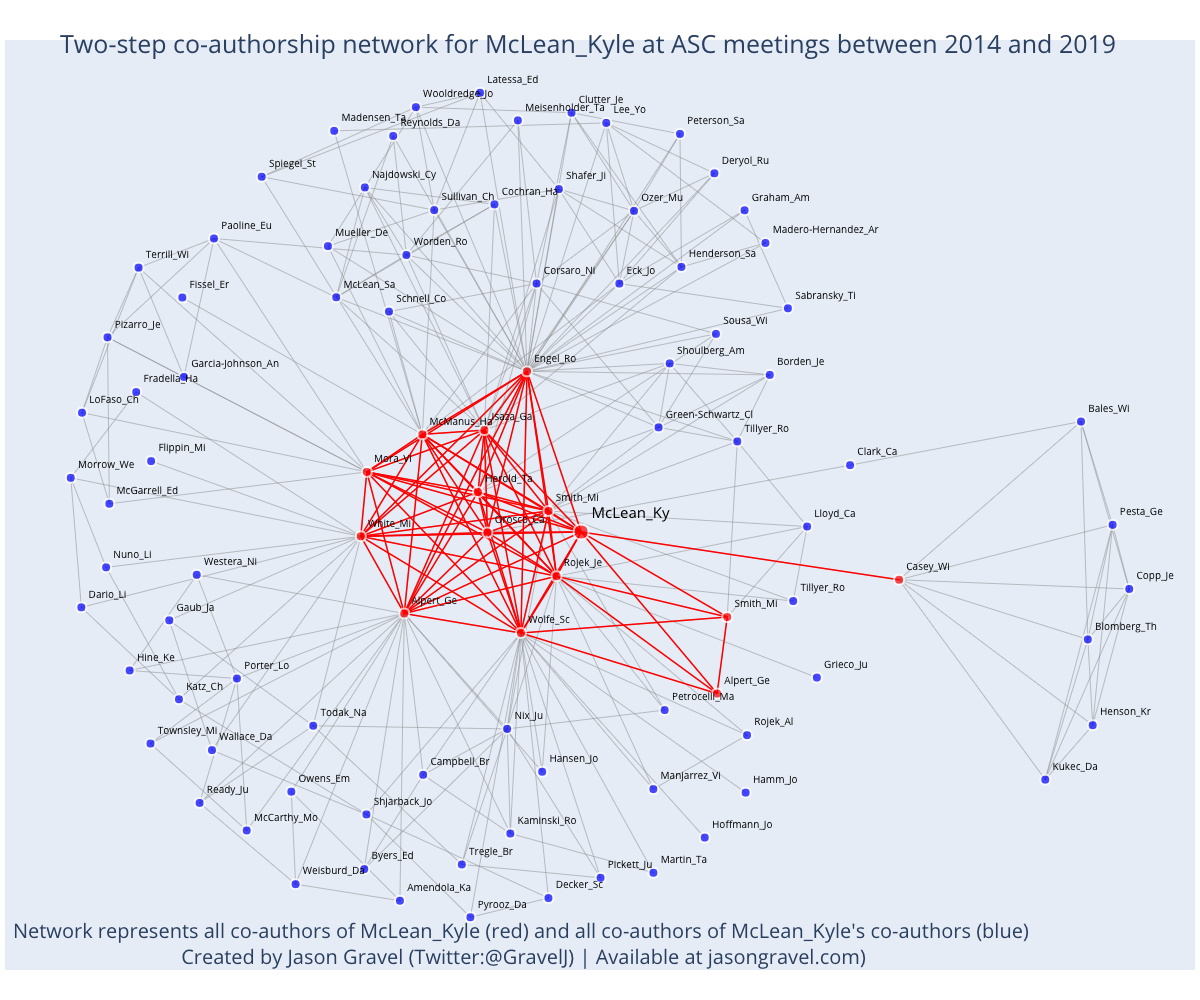 Two-step co-authorship network for McLean_Kyle at ASC meetings between 2014 and 2019
Latessa_Ed
Wooldredge_Jo
Clutter_Je
Meisenholder_Ta
Lee_Yo
Madensen_Ta
Reynolds_Da
Peterson_Sa
Deryol_Ru
Spiegel_St
Najdowski_Cy
Shafer_Ji
Sullivan_Ch
Cochran_Ha
Ozer_Mu
Graham_Am
Paoline_Eu
Mueller_De
Worden_Ro
Madero-Hernandez_Ar
Terrill_Wi
Henderson_Sa
Corsaro_Ni
Eck_Jo
Fissel_Er
McLean_Sa
Schnell_Co
Sabransky_Ti
Pizarro_Je
Sousa_Wi
Engel_Ro
Shoulberg_Am
Garcia-Johnson_An
Borden_Je
Fradella_Ha
LoFaso_Ch
McManus_Ha
Isaza_Ga
Green-Schwartz_Cl
Bales_Wi
Tillyer_Ro
Flippin_Mi
Mora_Vi
Clark_Ca
Morrow_We
McGarrell_Ed
Herold_Ta
Smith_Mi
McLean_Ky
Pesta_Ge
White_Mi
Orosco_Ca
Lloyd_Ca
Nuno_Li
Westera_Ni
Rojek_Je
Casey_Wi
Copp_Je
Dario_Li
Gaub_Ja
Alpert_Ge
Tillyer_Ro
Smith_Mi
Wolfe_Sc
Blomberg_Th
Hine_Ke
Porter_Lo
Katz_Ch
Grieco_Ju
Alpert_Ge
Petrocelli_Ma
Todak_Na
Nix_Ju
Henson_Kr
Townsley_Mi
Wallace_Da
Rojek_Al
Campbell_Br
Hansen_Jo
Kukec_Da
Owens_Em
Manjarrez_Vi
Hamm_Jo
Ready_Ju
Shjarback_Jo
McCarthy_Mo
Kaminski_Ro
Hoffmann_Jo
Byers_Ed
Tregle_Br
Martin_Ta
Weisburd_Da
Pickett_Ju
Amendola_Ka
Decker_Sc
Pyrooz_Da
Network represents all co-authors of McLean_Kyle (red) and all co-authors of McLean_Kyle's co-authors (blue)
Created by Jason Gravel (Twitter:@GravelJ) | Available at jasongravel.com)